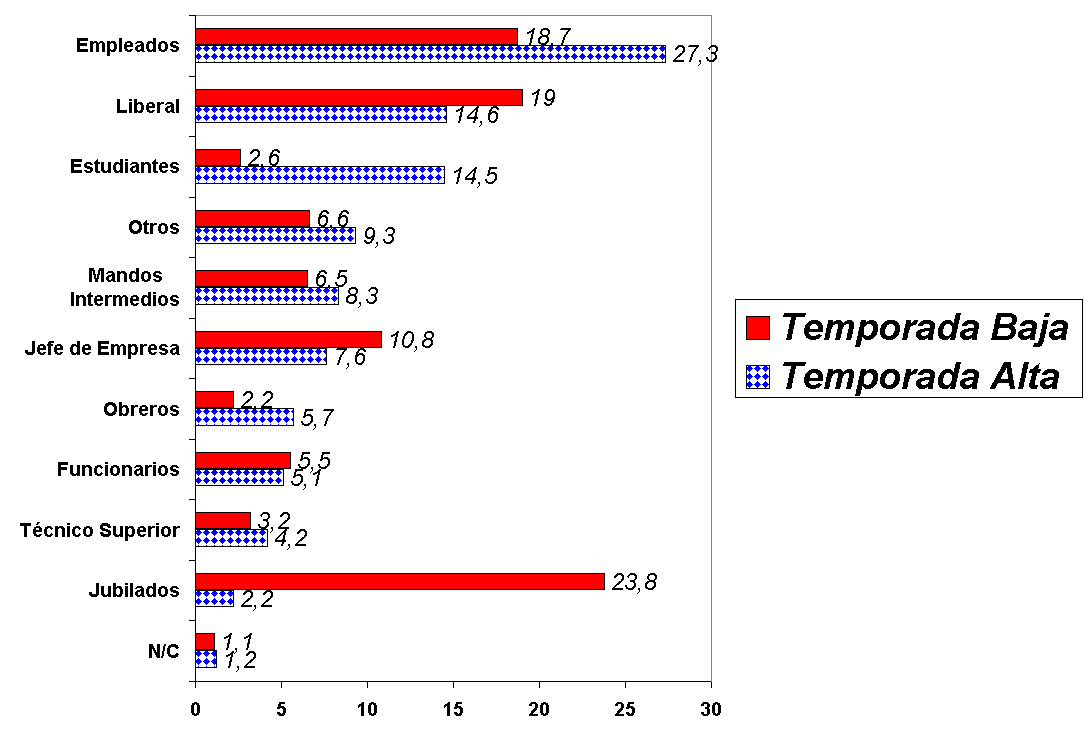 Empleados
18,7
27,3
Liberal
19
14,6
Estudiantes
2,6
14,5
Otros
6,6
9,3
Mandos
Intermedios
6,5
8,3
Jefe de Empresa
10,8
7,6
Obreros
2,2
5,7
Funcionarios
5,5
5,1
Técnico Superior
3,2
4,2
Jubilados
23,8
2,2
N/C
1,1
1,2
0 5 10 15 20 25 30
Temporada Baja
Temporada Alta